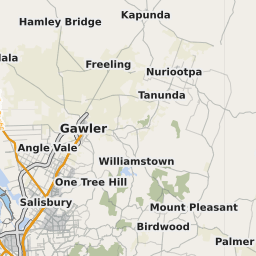 Kapunda
Hamley Bridge
Freeling
Nuriootpa
Tanunda
Gawler
Angle Vale
Williamstown
One Tree Hill
Salisbury
Mount Pleasant
Birdwood
Palmer